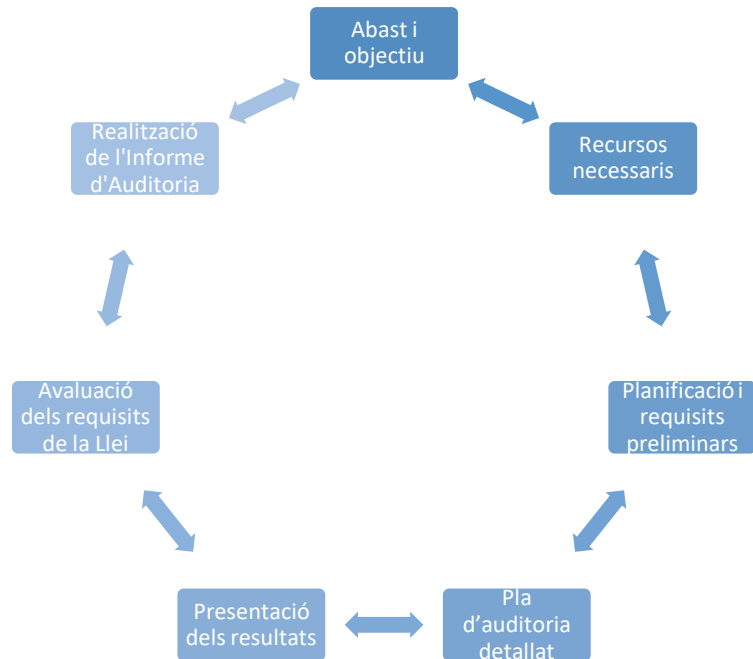 Abast i
objectiu
Recursos
necessaris
Planificació i
requisits
preliminars
Pla
d’auditoria
detallat
Presentació
dels resultats
Avaluació
dels requisits
de la Llei
Realització
de l'Informe
d'Auditoria